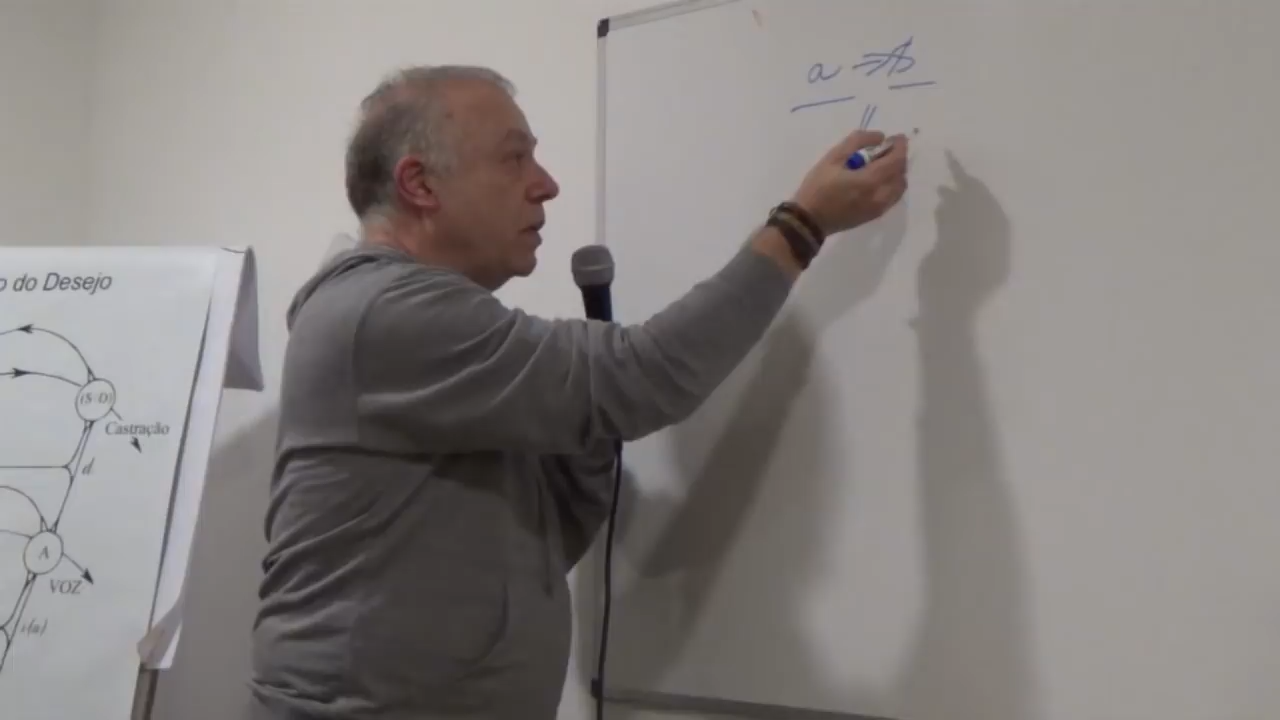 o do Desejo
(S◊D)
Castração
d
A
VOZ
i(a)
a ⇒ $
//